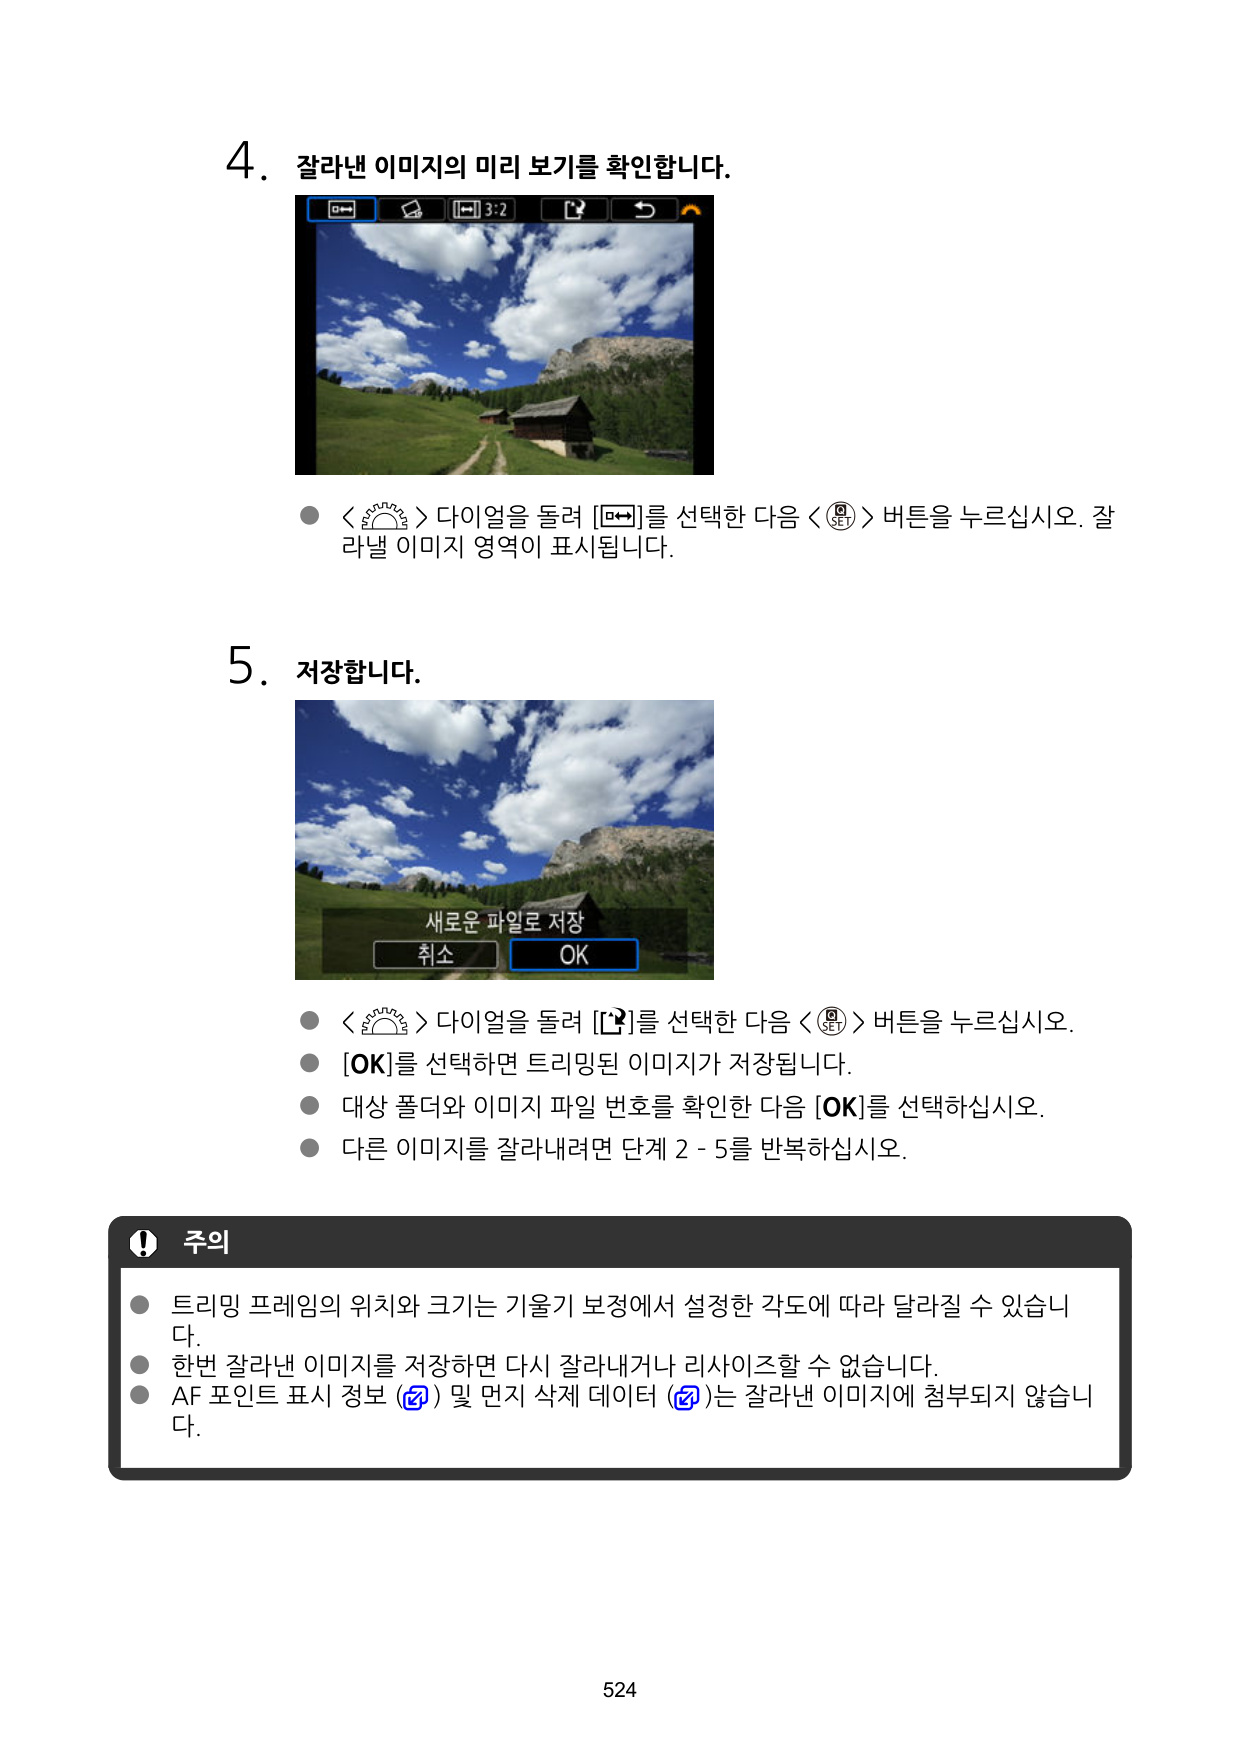 4. 잘라낸 이미지의 미리 보기를 확인합니다.
3:2
● < > 다이얼을 돌려 [ ]를 선택한 다음 < Q SET > 버튼을 누르십시오. 잘
라낼 이미지 영역이 표시됩니다.
5. 저장합니다.
새로운 파일로 저장
취소 OK
● < > 다이얼을 돌려 [ ]를 선택한 다음 < Q SET > 버튼을 누르십시오.
● [OK]를 선택하면 트리밍된 이미지가 저장됩니다.
● 대상 폴더와 이미지 파일 번호를 확인한 다음 [OK]를 선택하십시오.
● 다른 이미지를 잘라내려면 단계 2 - 5를 반복하십시오.
주의
● 트리밍 프레임의 위치와 크기는 기울기 보정에서 설정한 각도에 따라 달라질 수 있습니
다.
● 한번 잘라낸 이미지를 저장하면 다시 잘라내거나 리사이즈할 수 없습니다.
● AF 포인트 표시 정보 ( ) 및 먼지 삭제 데이터 ( )는 잘라낸 이미지에 첨부되지 않습니
다.
524